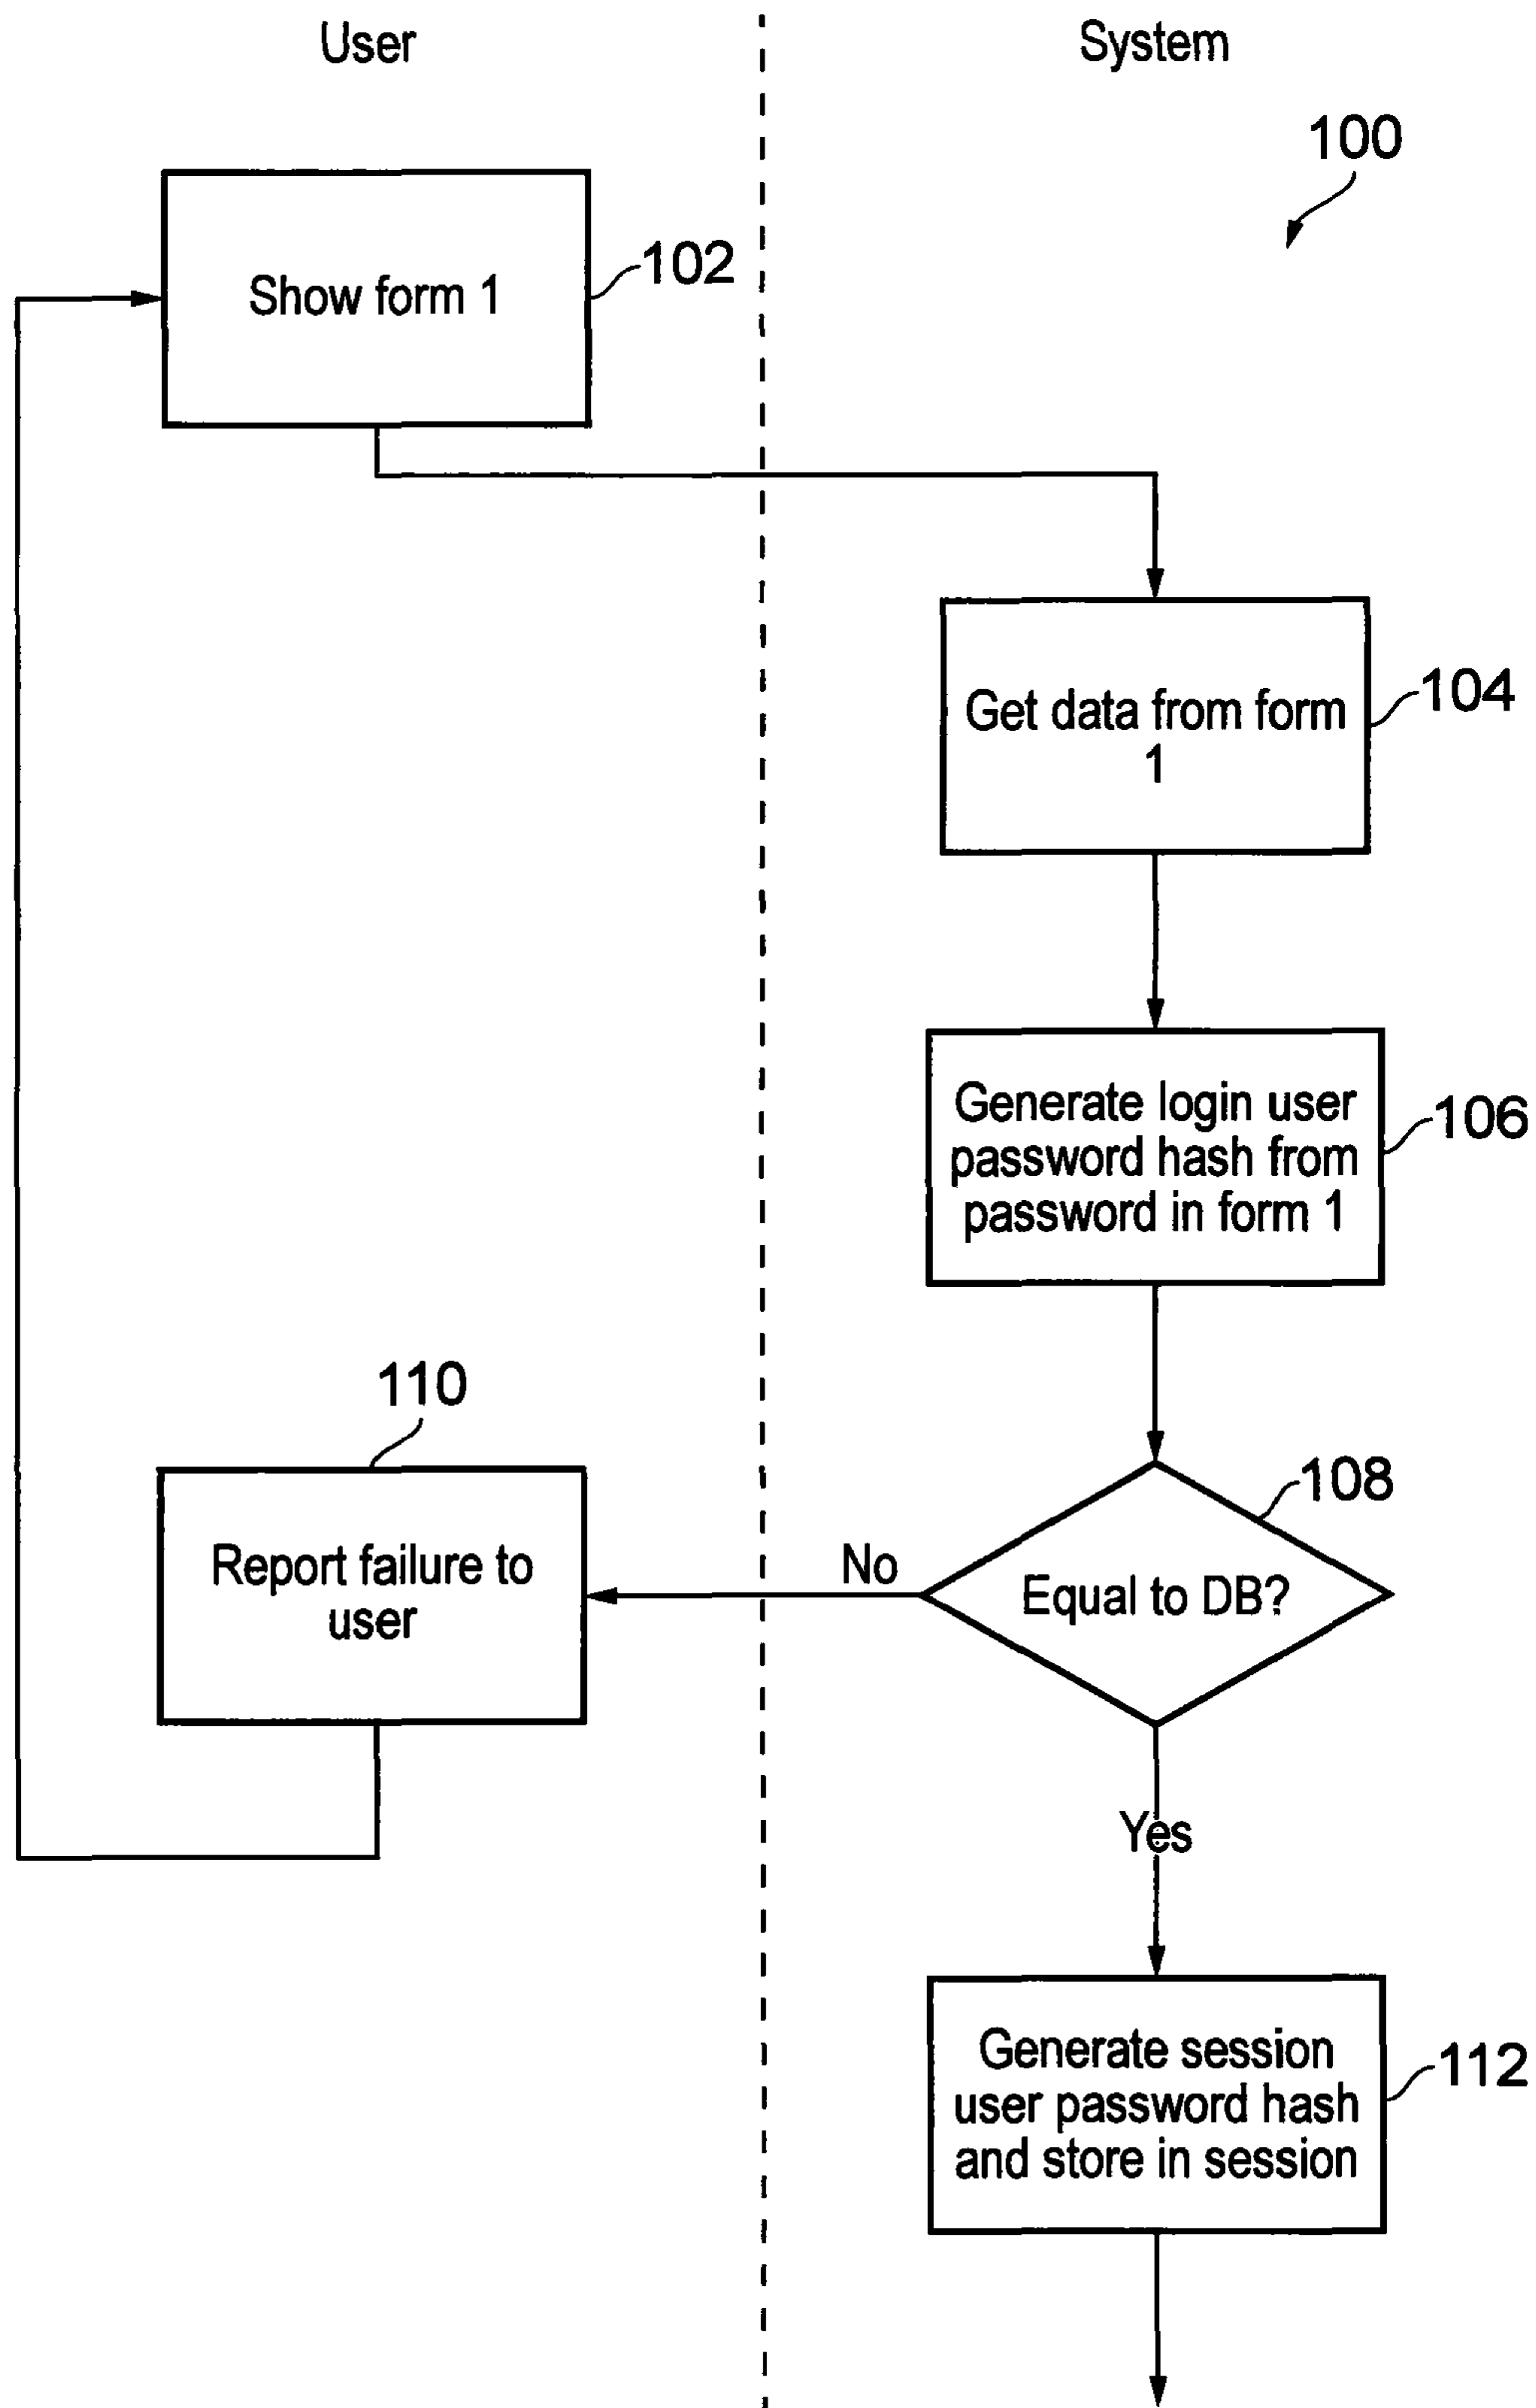 User
System
100
Show form 1
102
Get data from form
1
104
Generate login user
password hash from
password in form 1
106
110
Report failure to
user
No
Equal to DB?
108
Yes
Generate session
user password hash
and store in session
112